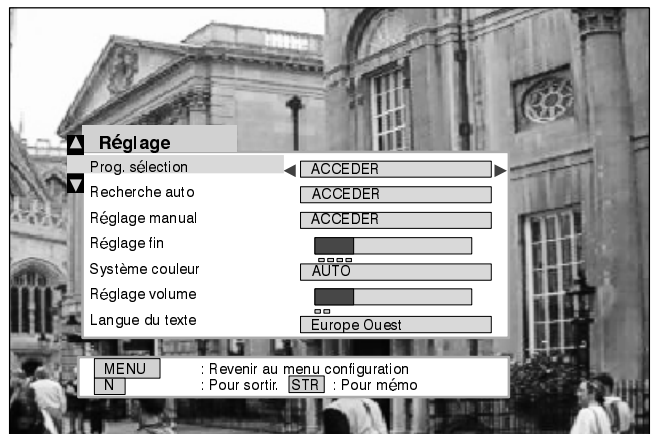 Réglage
Prog. sélection ACCEDER
Recherche auto ACCEDER
Réglage manual ACCEDER
Réglage fin
Système couleur AUTO
Réglage volume
Langue du texte Europe Ouest
MENU : Revenir au menu configuration
N : Pour sortir. STR : Pour mémo